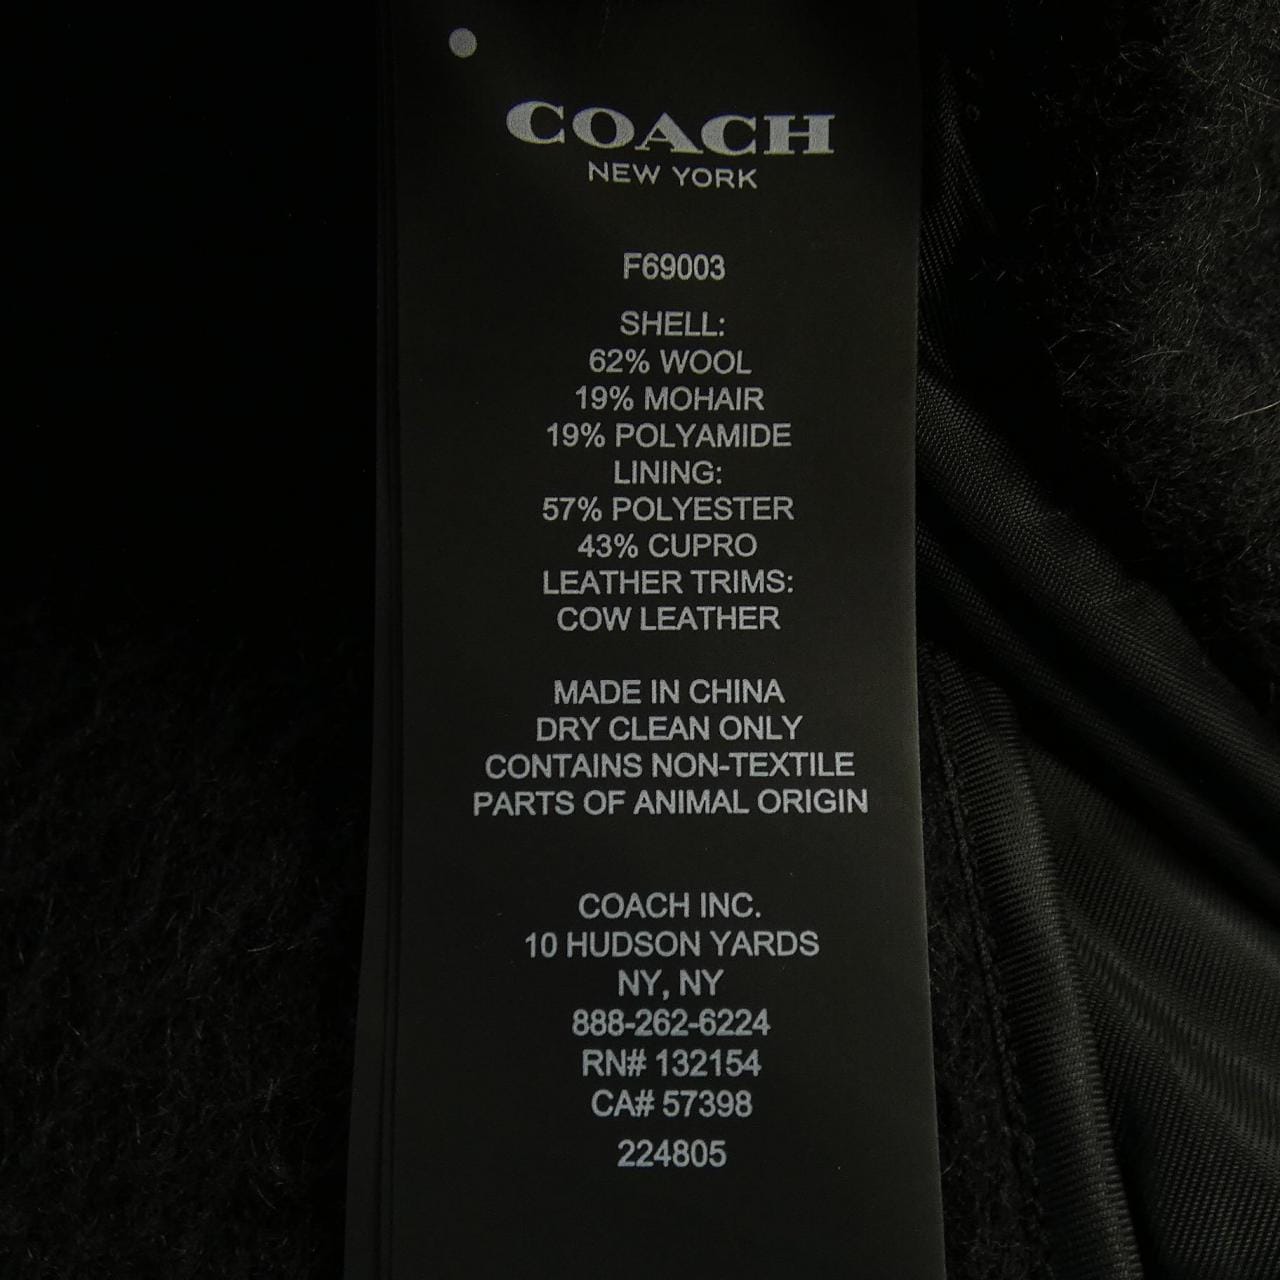 COACH
NEW YORK
F69003
SHELL:
62% WOOL
19% MOHAIR
19% POLYAMIDE
LINING:
57% POLYESTER
43% CUPRO
LEATHER TRIMS:
COW LEATHER
MADE IN CHINA
DRY CLEAN ONLY
CONTAINS NON-TEXTILE
PARTS OF ANIMAL ORIGIN
COACH INC.
10 HUDSON YARDS
NY, NY
888-262-6224
RN# 132154
CA# 57398
224805